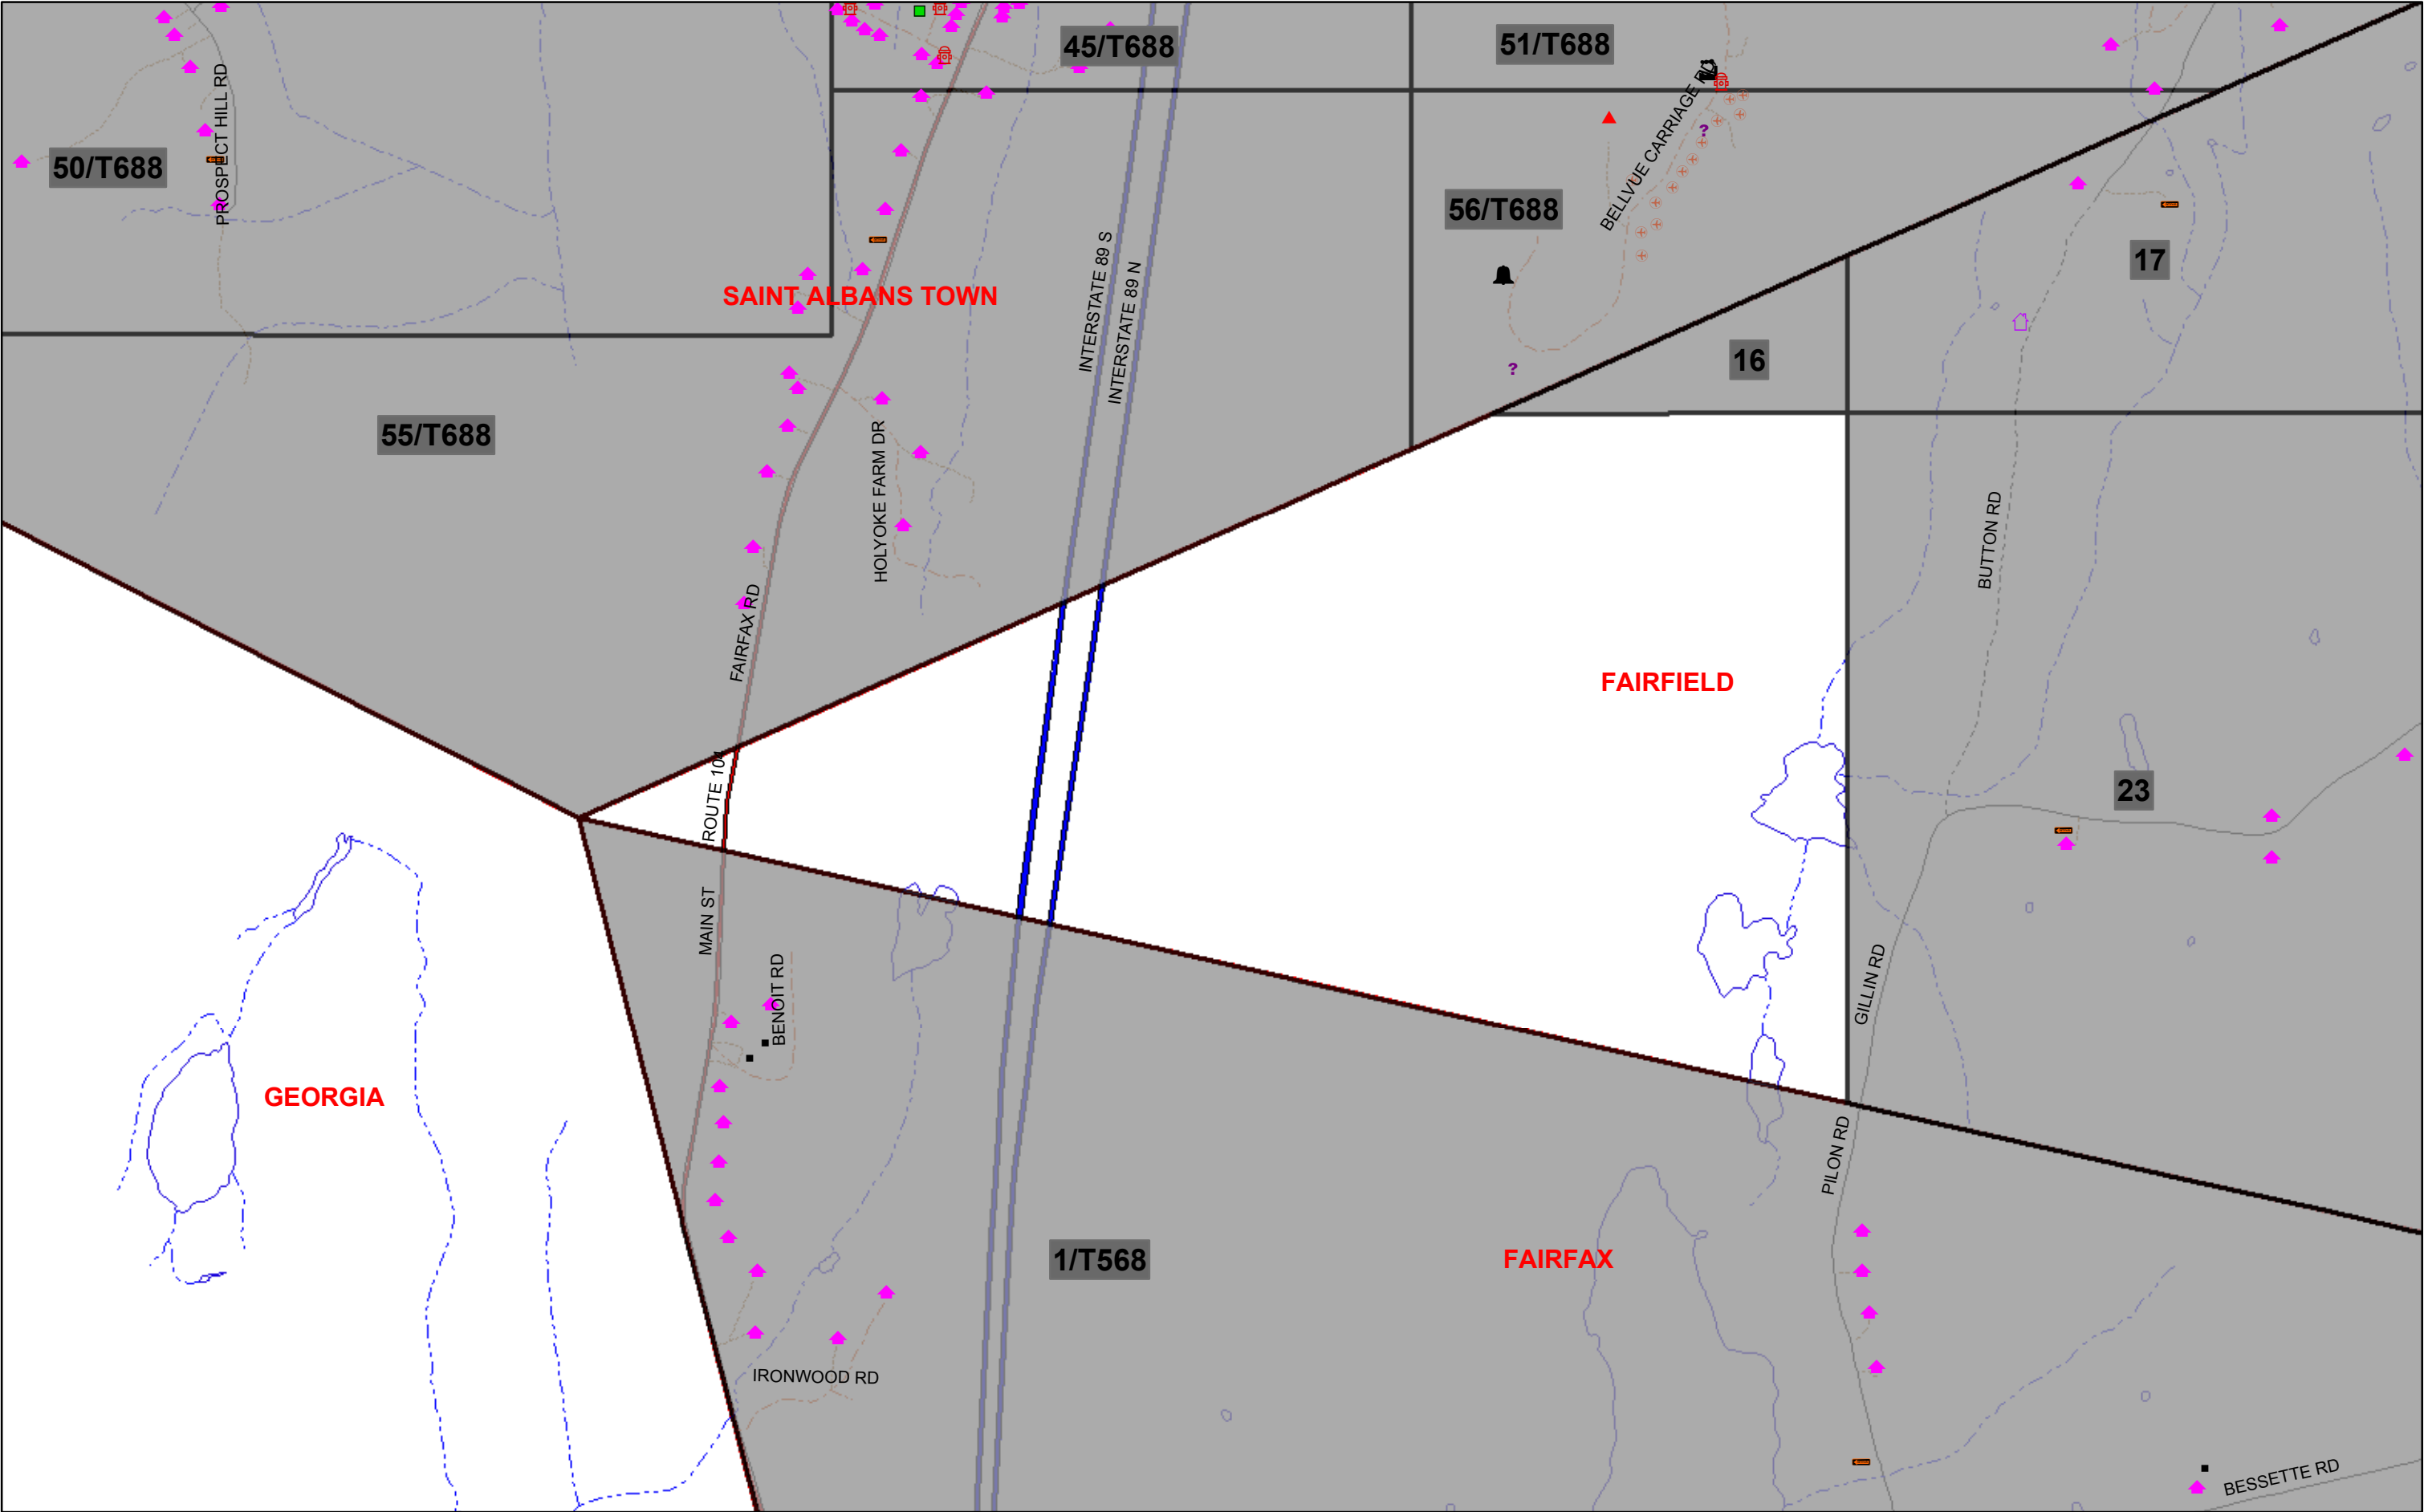 45/T688
51/T688
PROSPECT HILL RD
50/T688
BELLVUE CARRIAGE RD
?
56/T688
17
INTERSTATE 89 S
INTERSTATE 89 N
SAINT ALBANS TOWN
16
?
55/T688
HOLYOKE FARM DR
BUTTON RD
FAIRFAX RD
FAIRFIELD
ROUTE 104
23
MAIN ST
BENOIT RD
GILLIN RD
GEORGIA
PILON RD
1/T568
FAIRFAX
IRONWOOD RD
BESSETTE RD